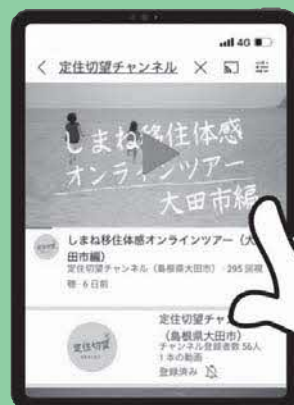 4G
定住切望チャンネル
しまね移住体感
オンラインツアー
大田市編
しまね移住体感オンラインツアー（大
田市編）
定住切望チャンネル（島根県大田市）・295 回視
聴・6 日前
定住切望
定住切望チャ
（島根県大田市）
チャンネル登録者数 56人
1 本の動画
登録済み